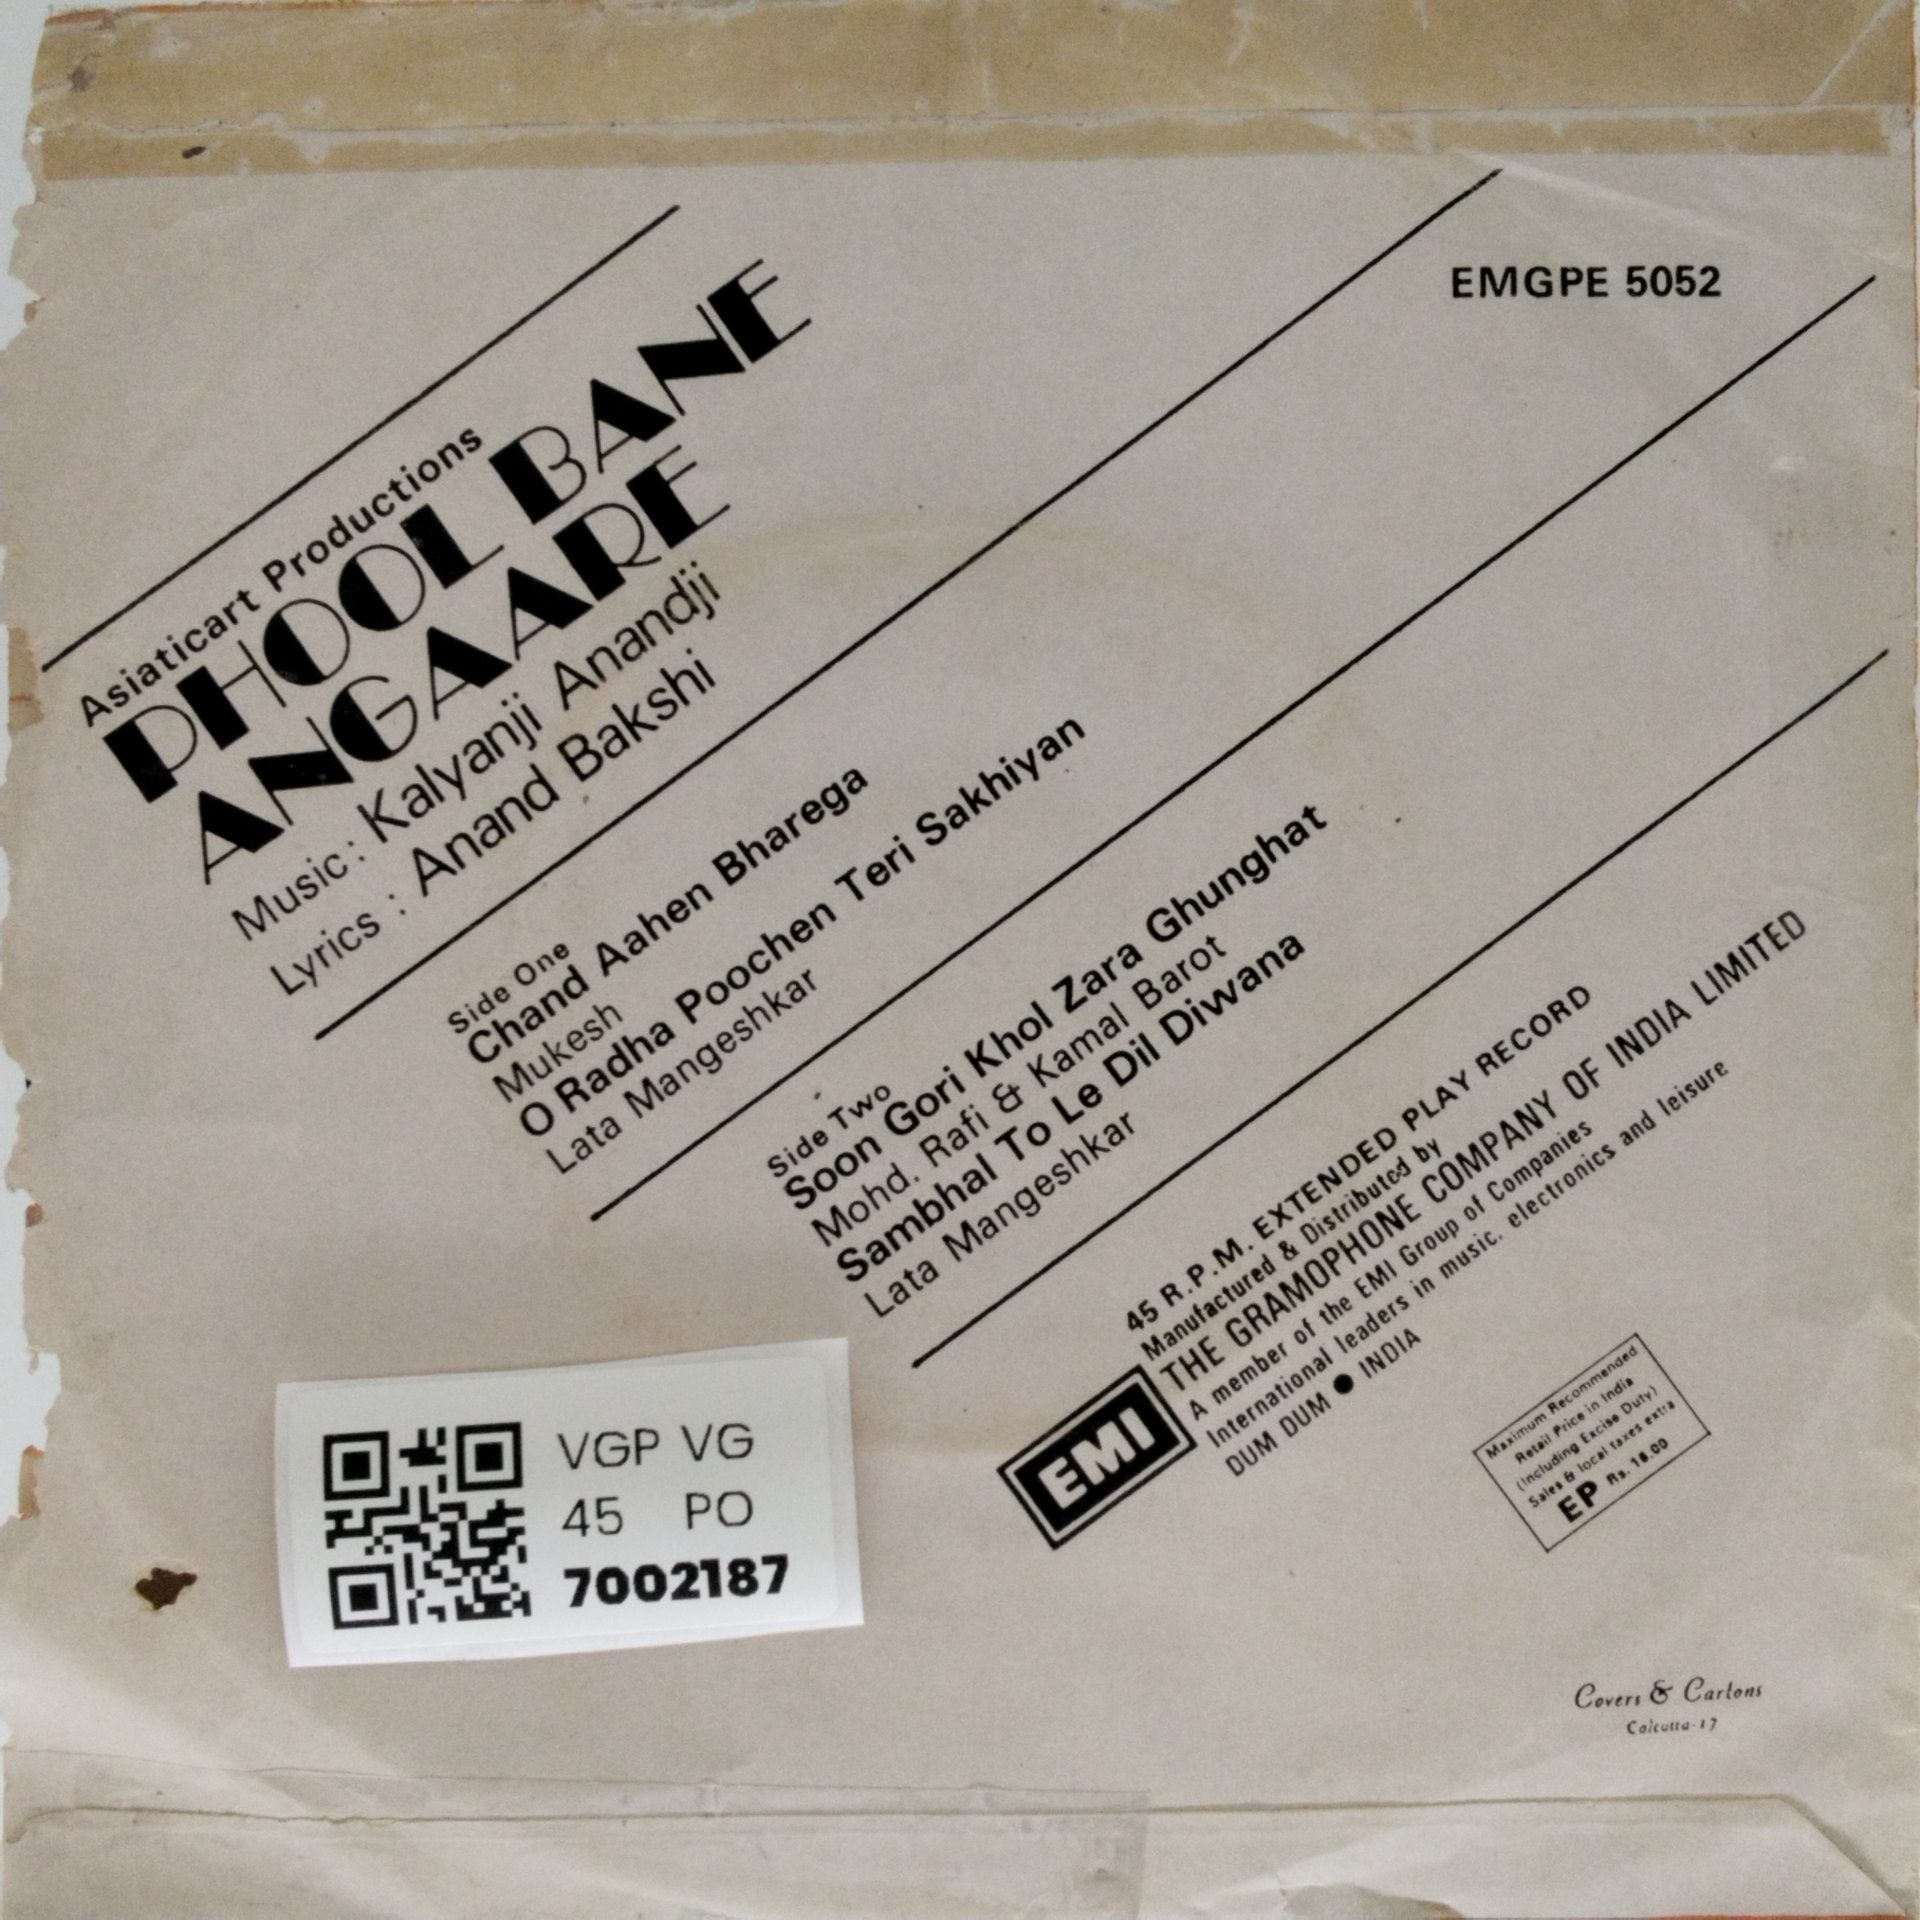 EMGPE 5052
Asiaticart Productions
PHOOL BANE
ANGAARE
Music : Kalyanji Anandji
Lyrics : Anand Bakshi
Side One
Chand Aahen Bharega
Mukesh
O Radha Poochen Teri Sakhiyan
Lata Mangeshkar
Side Two
Soon Gori Khol Zara Ghunghat
Mohd. Rafi & Kamal Barot
Sambhal To Le Dil Diwana
Lata Mangeshkar
45 R.P.M. EXTENDED PLAY RECORD
Manufactured & Distributed by
THE GRAMOPHONE COMPANY OF INDIA LIMITED
A member of the EMI Group of Companies
International leaders in music. electronics and leisure
DUM DUM ● INDIA
EMI
Maximum Recommended
Retail Price in India
(Including Excise Duty)
Sales & local taxes extra
EP Rs. 16.00
VGP VG
45 PO
7002187
Covers & Cartons
Calcutta-17